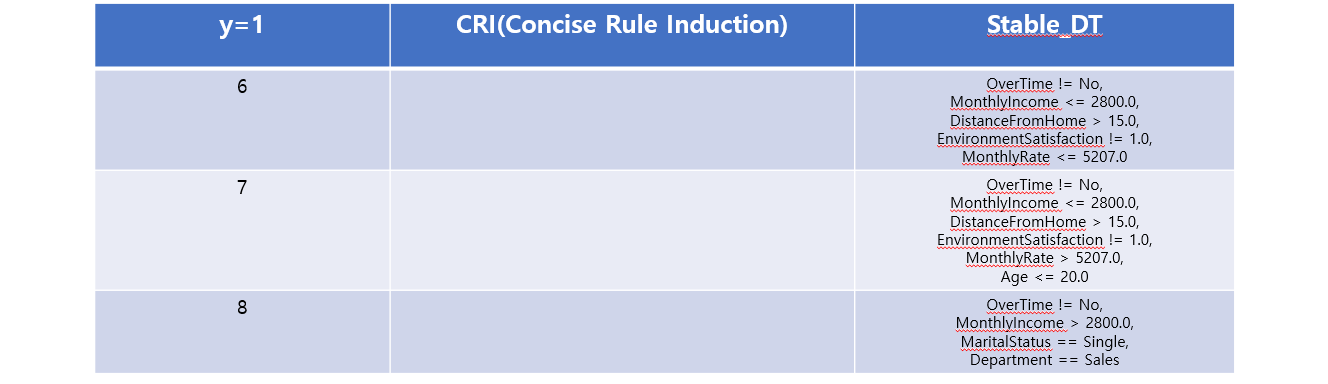 y=1
CRI(Concise Rule Induction)
Stable_DT
6
OverTime != No,
MonthlyIncome <= 2800.0,
DistanceFromHome > 15.0,
EnvironmentSatisfaction != 1.0,
MonthlyRate <= 5207.0
7
OverTime != No,
MonthlyIncome <= 2800.0,
DistanceFromHome > 15.0,
EnvironmentSatisfaction != 1.0,
MonthlyRate > 5207.0,
Age <= 20.0
8
OverTime != No,
MonthlyIncome > 2800.0,
MaritalStatus == Single,
Department == Sales